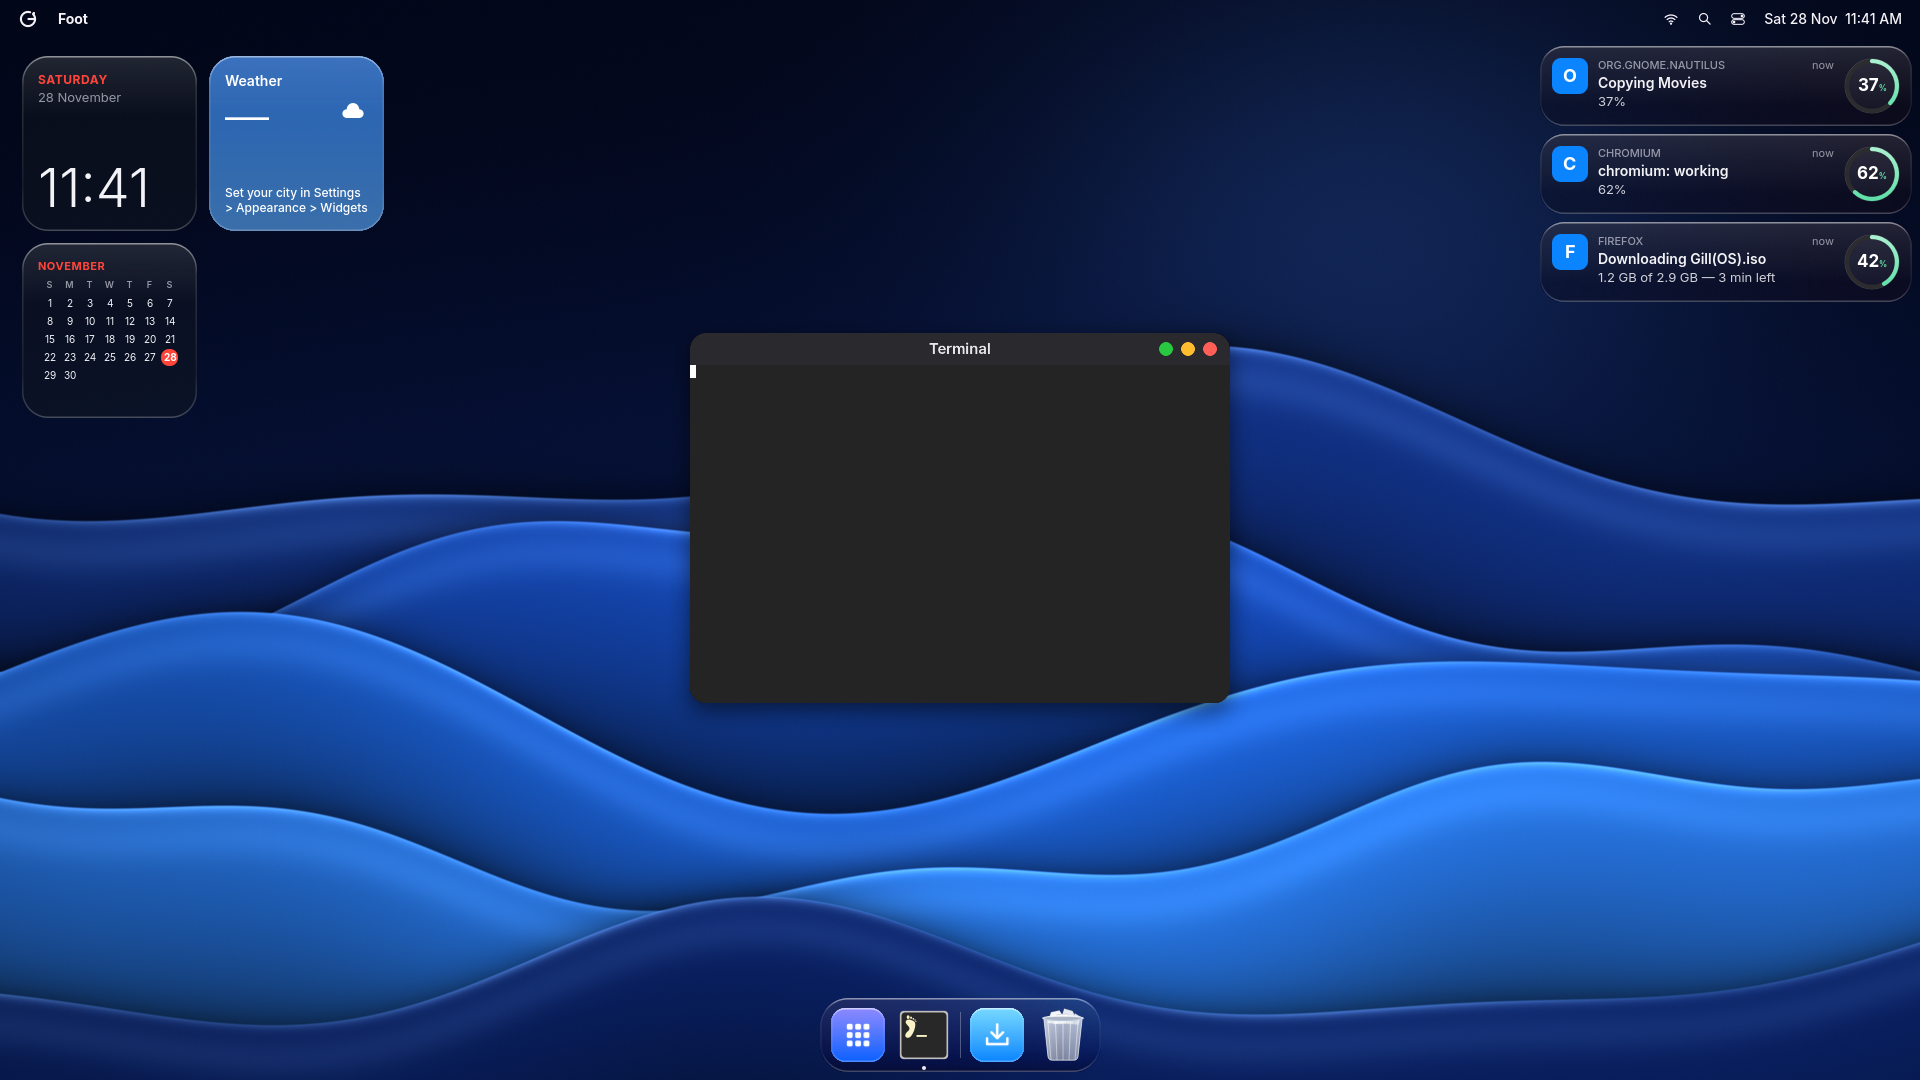 Foot
Sat 28 Nov 11:41 AM
SATURDAY
28 November
11:41
Weather
Set your city in Settings
> Appearance > Widgets
NOVEMBER
S M T W T F S
1 2 3 4 5 6 7
8 9 10 11 12 13 14
15 16 17 18 19 20 21
22 23 24 25 26 27 28
29 30
O
ORG.GNOME.NAUTILUS
now
Copying Movies
37%
37%
C
CHROMIUM
now
chromium: working
62%
62%
F
FIREFOX
now
Downloading Gill(OS).iso
1.2 GB of 2.9 GB — 3 min left
42%
Terminal